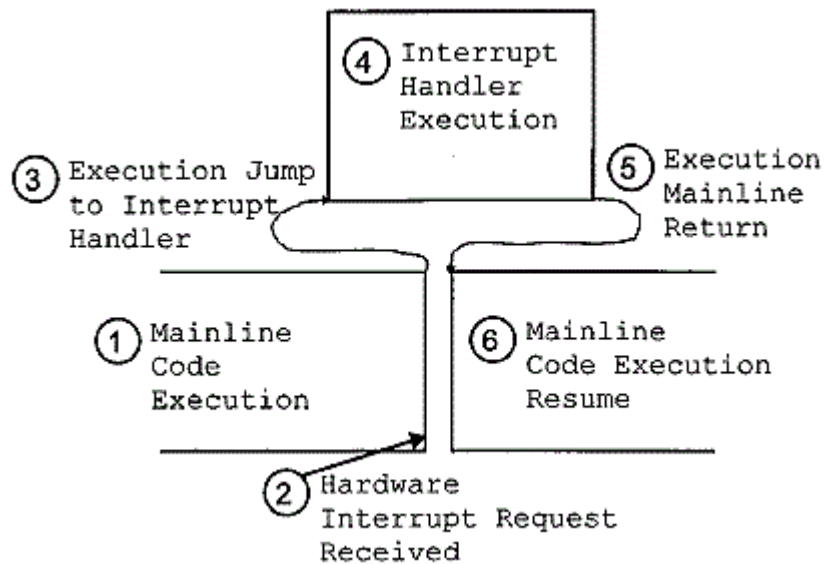 4 Interrupt
Handler
Execution
3 Execution Jump
to Interrupt
Handler
5 Execution
Mainline
Return
1 Mainline
Code
Execution
6 Mainline
Code Execution
Resume
2 Hardware
Interrupt Request
Received